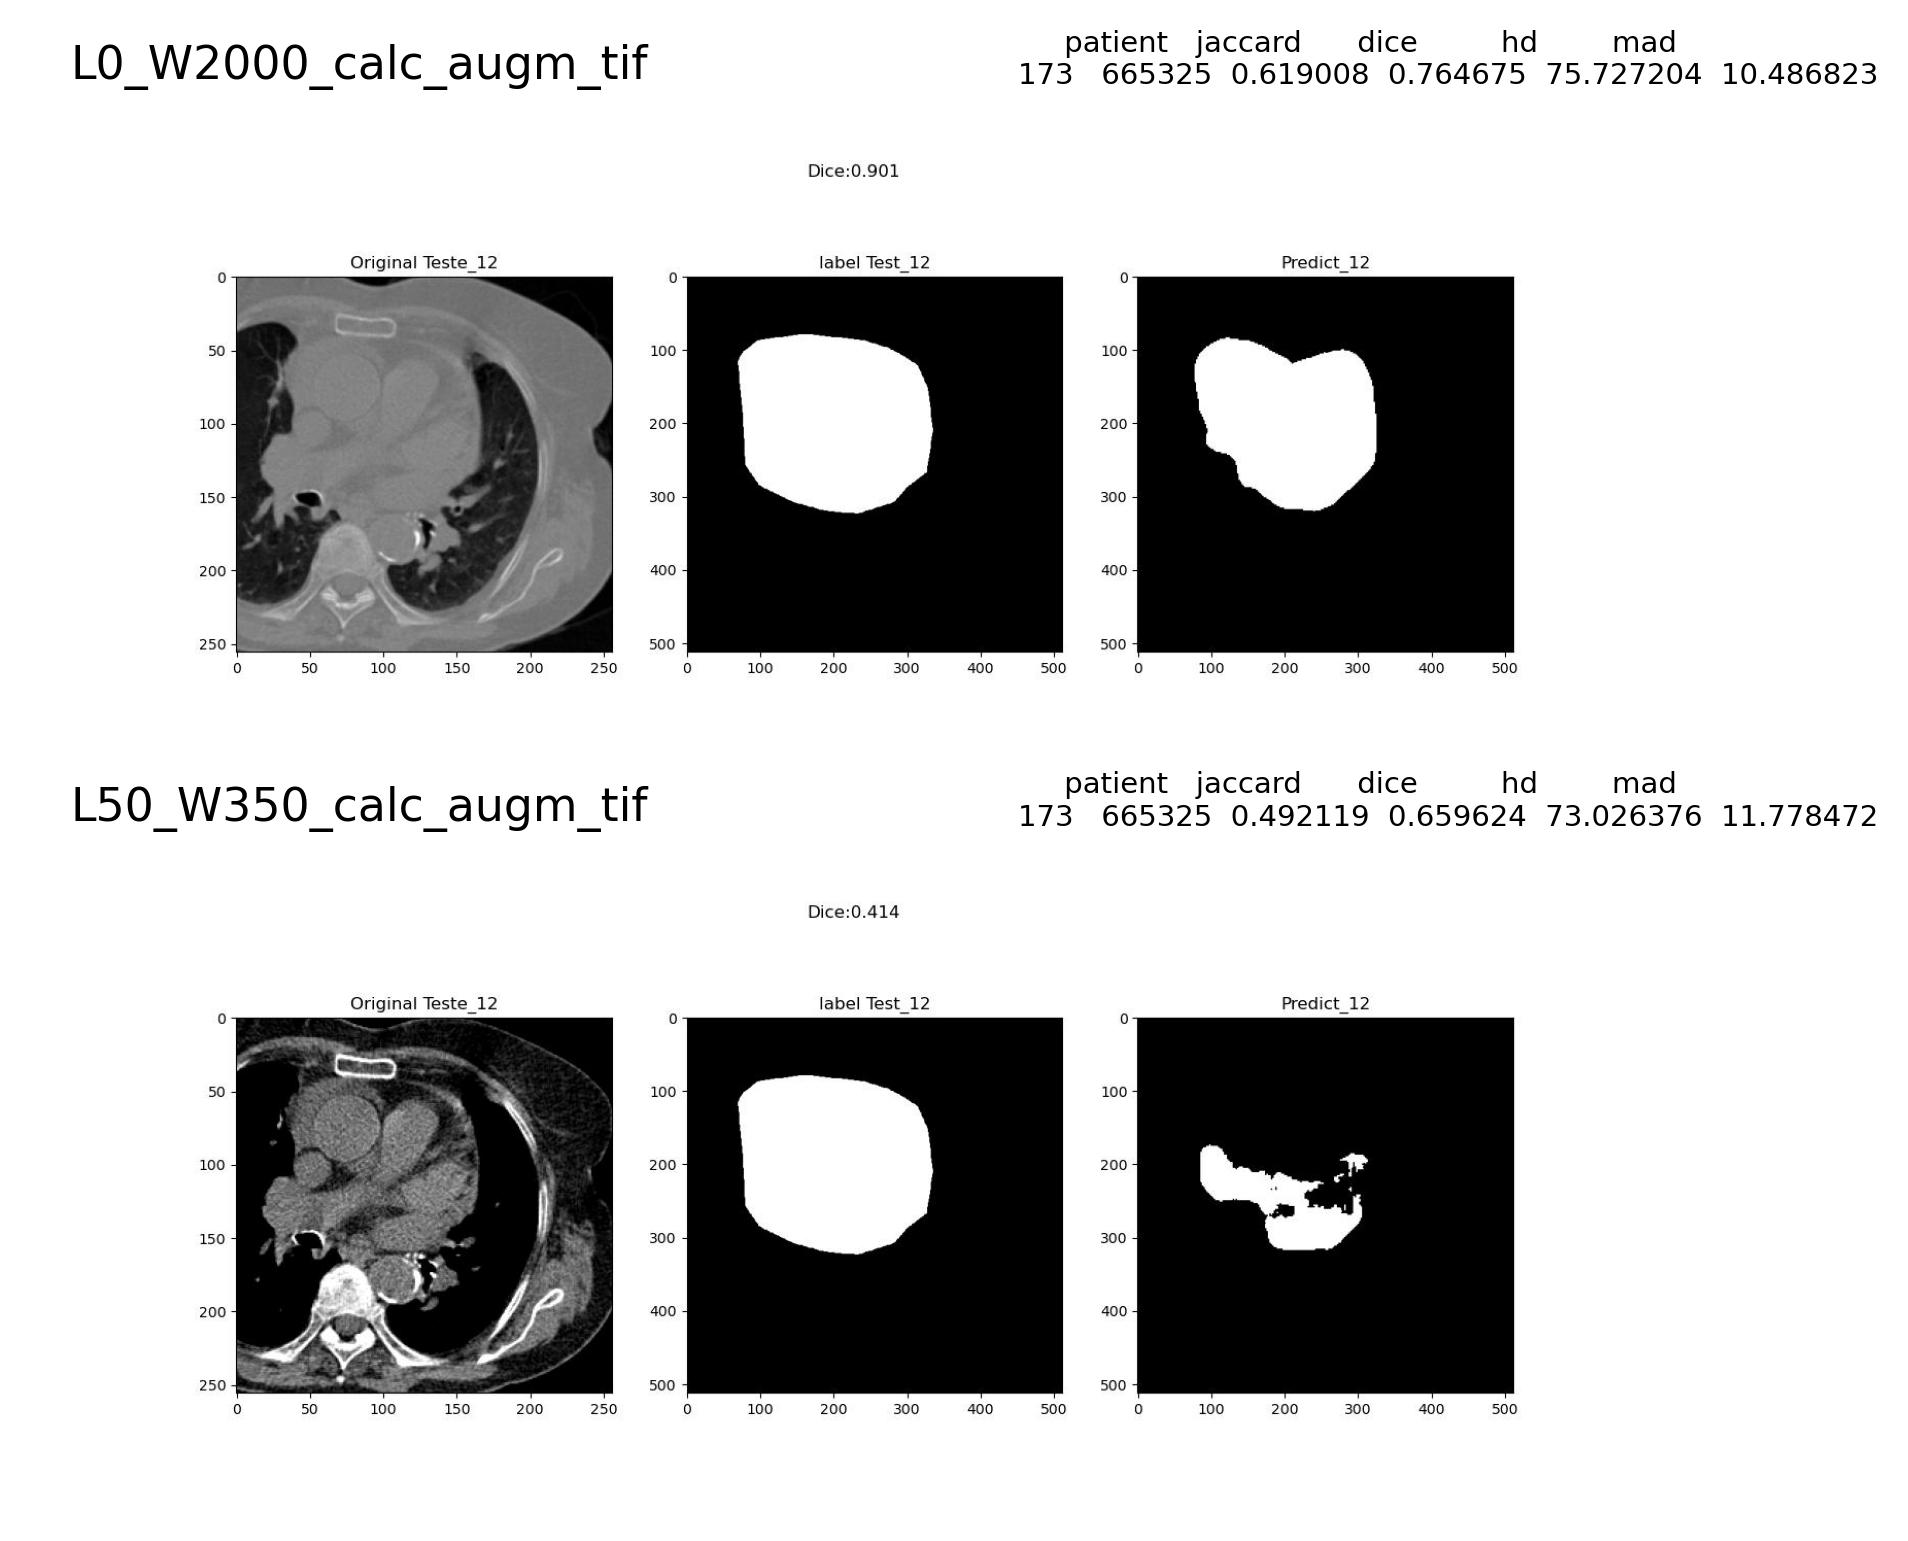 L0_W2000_calc_augm_tif
patient jaccard dice hd mad
173 665325 0.619008 0.764675 75.727204 10.486823
Dice:0.901
Original Teste_12
0
50
100
150
200
250
0 50 100 150 200 250
label Test_12
0
100
200
300
400
500
0 100 200 300 400 500
Predict_12
0
100
200
300
400
500
0 100 200 300 400 500
L50_W350_calc_augm_tif
patient jaccard dice hd mad
173 665325 0.492119 0.659624 73.026376 11.778472
Dice:0.414
Original Teste_12
0
50
100
150
200
250
0 50 100 150 200 250
label Test_12
0
100
200
300
400
500
0 100 200 300 400 500
Predict_12
0
100
200
300
400
500
0 100 200 300 400 500